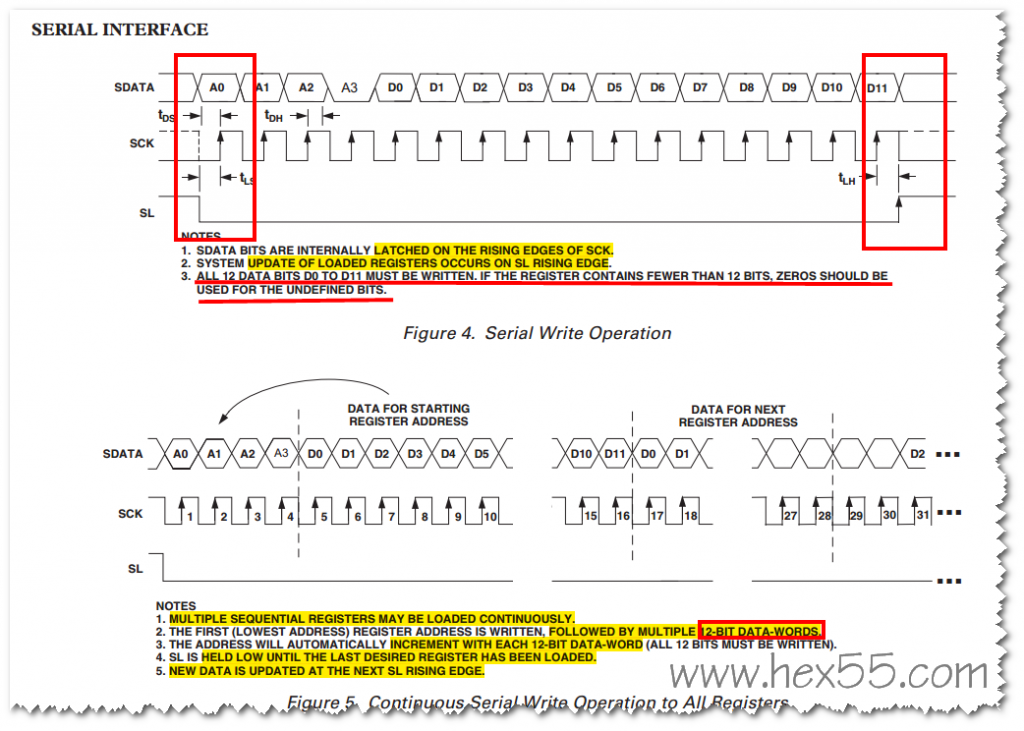 SERIAL INTERFACE
SDATA A0 A1 A2 A3 D0 D1 D2 D3 D4 D5 D6 D7 D8 D9 D10 D11
tDS tDH
SCK
tLS tLH
SL
NOTES
1. SDATA BITS ARE INTERNALLY LATCHED ON THE RISING EDGES OF SCK.
2. SYSTEM UPDATE OF LOADED REGISTERS OCCURS ON SL RISING EDGE.
3. ALL 12 DATA BITS D0 TO D11 MUST BE WRITTEN. IF THE REGISTER CONTAINS FEWER THAN 12 BITS, ZEROS SHOULD BE
USED FOR THE UNDEFINED BITS.
Figure 4. Serial Write Operation
DATA FOR STARTING
REGISTER ADDRESS
DATA FOR NEXT
REGISTER ADDRESS
SDATA A0 A1 A2 A3 D0 D1 D2 D3 D4 D5 D10 D11 D0 D1 D2
SCK 1 2 3 4 5 6 7 8 9 10 15 16 17 18 27 28 29 30 31
SL
NOTES
1. MULTIPLE SEQUENTIAL REGISTERS MAY BE LOADED CONTINUOUSLY.
2. THE FIRST (LOWEST ADDRESS) REGISTER ADDRESS IS WRITTEN, FOLLOWED BY MULTIPLE 12-BIT DATA-WORDS.
3. THE ADDRESS WILL AUTOMATICALLY INCREMENT WITH EACH 12-BIT DATA-WORD (ALL 12 BITS MUST BE WRITTEN).
4. SL IS HELD LOW UNTIL THE LAST DESIRED REGISTER HAS BEEN LOADED.
5. NEW DATA IS UPDATED AT THE NEXT SL RISING EDGE.
www.hex55.com
Figure 5. Continuous Serial Write Operation to All Registers